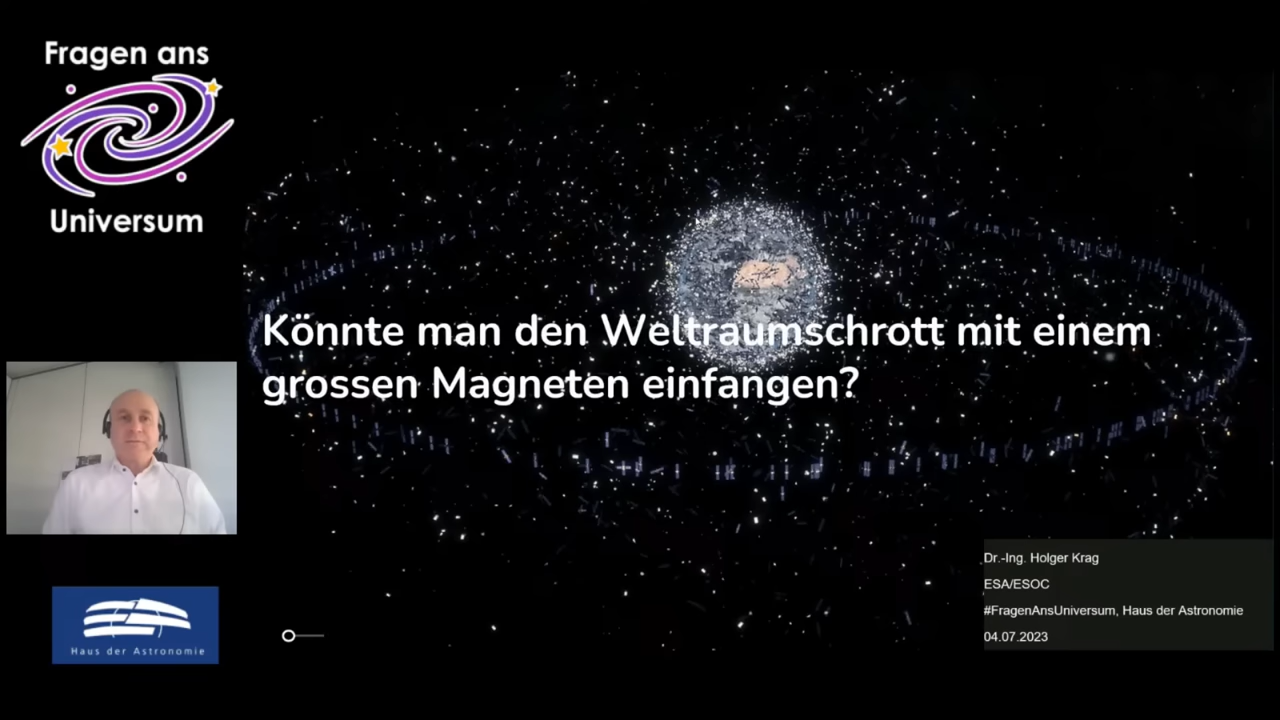 Fragen ans
Universum
Könnte man den Weltraumschrott mit einem
grossen Magneten einfangen?
Dr.-Ing. Holger Krag
ESA/ESOC
#FragenAnsUniversum, Haus der Astronomie
04.07.2023
Haus der Astronomie